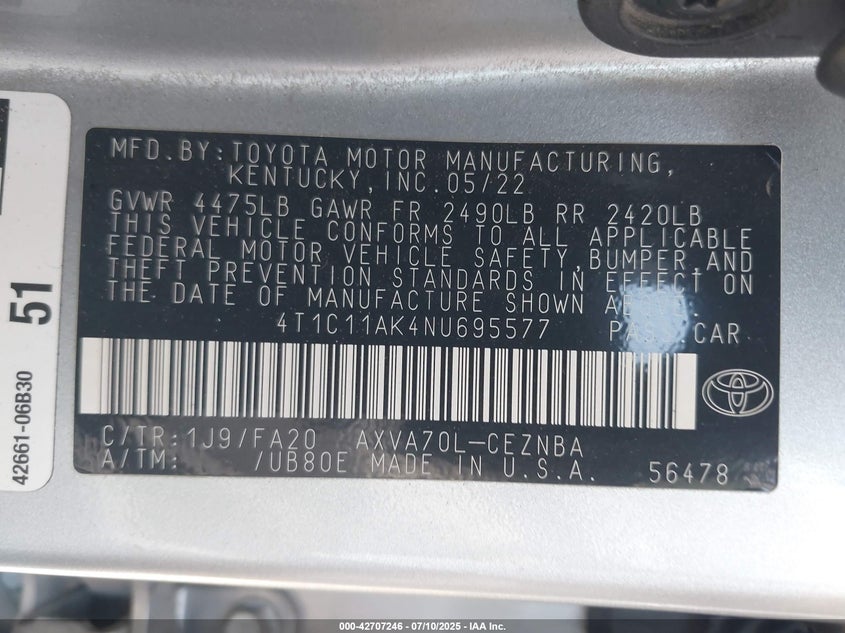 MFD.BY:TOYOTA MOTOR MANUFACTURING,
KENTUCKY,INC.05/22
GVWR 4475LB GAWR FR 2490LB RR 2420LB
THIS VEHICLE CONFORMS TO ALL APPLICABLE
FEDERAL MOTOR VEHICLE SAFETY,BUMPER,AND
THEFT PREVENTION STANDARDS IN EFFECT ON
THE DATE OF MANUFACTURE SHOWN
4T1C11AK4NU695577 CAR
C/TR:1J9/FA20 AXVA70L-CEZNBA
A/TM: /UB80E MADE IN U.S.A. 56478
51
42661-06B30
000-42707246 - 07/10/2025 - IAA Inc.